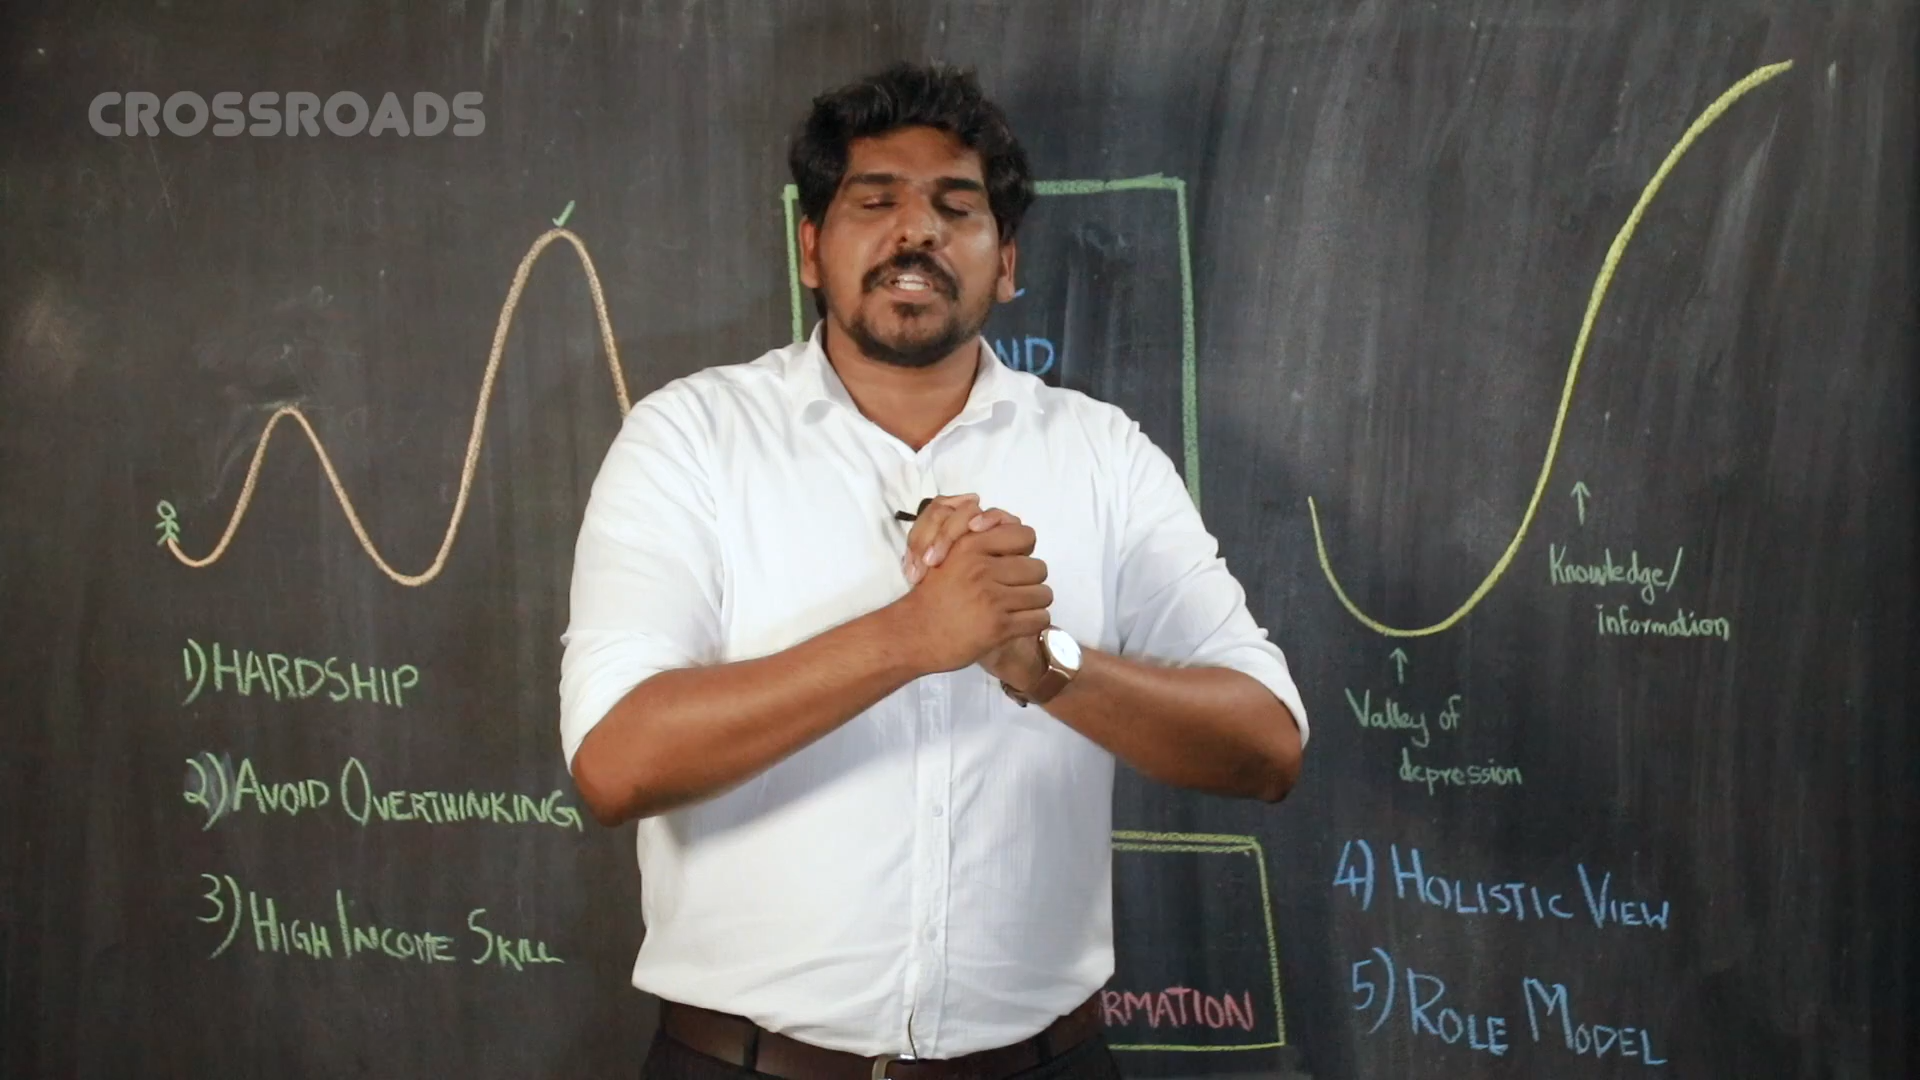 CROSSROADS
ND
1) HARDSHIP
2) AVOID OVERTHINKING
3) HIGH INCOME SKILL
RMATION
Knowledge/
information
Valley of
depression
4) HOLISTIC VIEW
5) ROLE MODEL